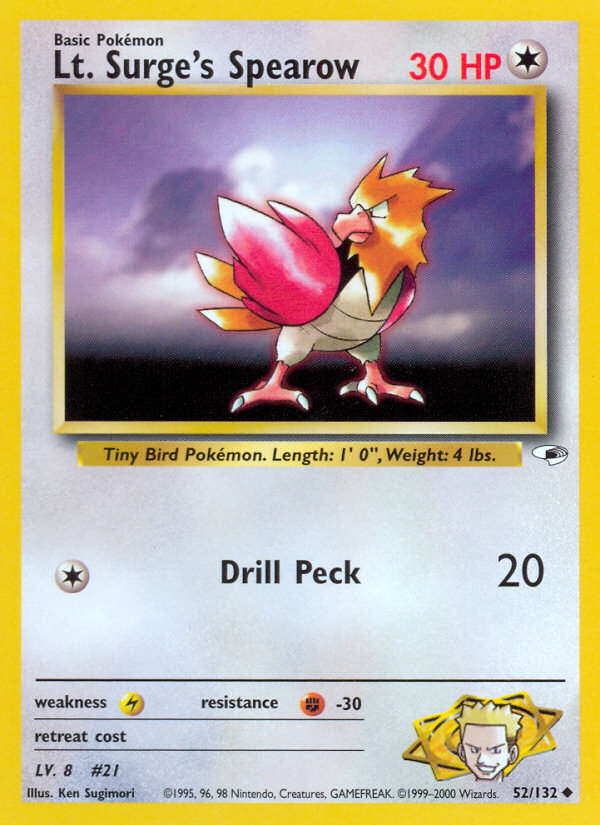 Basic Pokémon
Lt. Surge's Spearow 30 HP
Tiny Bird Pokémon. Length: 1' 0", Weight: 4 lbs.
Drill Peck 20
weakness resistance -30
retreat cost
LV. 8 #21
Illus. Ken Sugimori ©1995, 96, 98 Nintendo, Creatures, GAMEFREAK. ©1999-2000 Wizards. 52/132